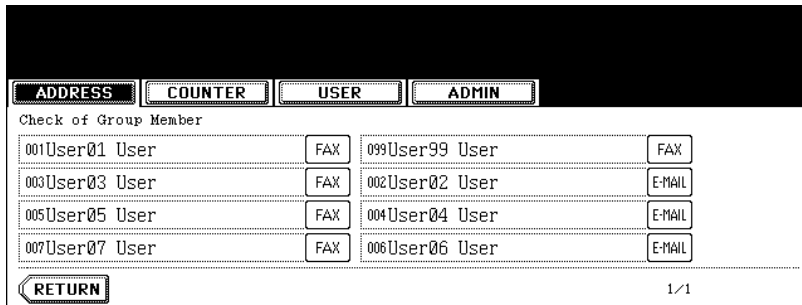 ADDRESS COUNTER USER ADMIN
Check of Group Member
001User01 User FAX 099User99 User FAX
003User03 User FAX 002User02 User E-MAIL
005User05 User FAX 004User04 User E-MAIL
007User07 User FAX 006User06 User E-MAIL
RETURN 1/1